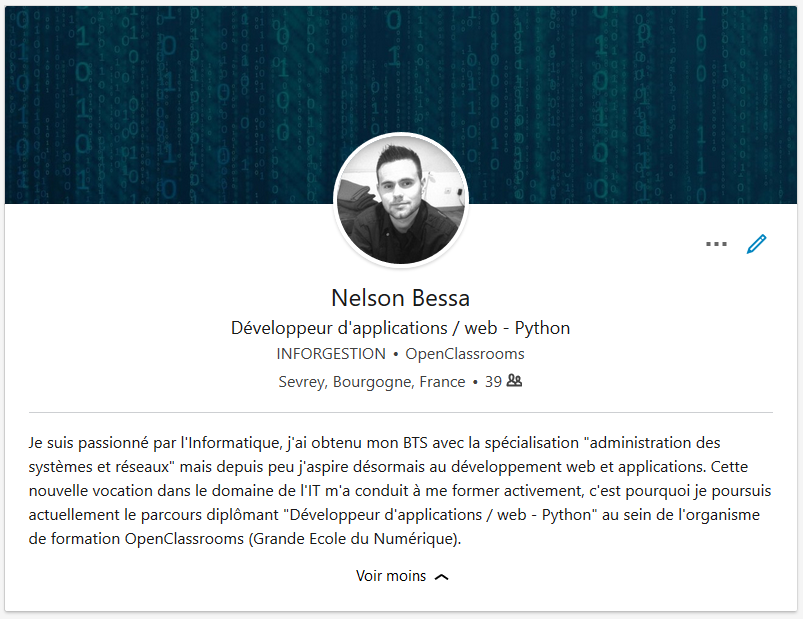 Nelson Bessa
Développeur d'applications / web - Python
INFORGESTION • OpenClassrooms
Sevrey, Bourgogne, France • 39
Je suis passionné par l'Informatique, j'ai obtenu mon BTS avec la spécialisation "administration des
systèmes et réseaux" mais depuis peu j'aspire désormais au développement web et applications. Cette
nouvelle vocation dans le domaine de l'IT m'a conduit à me former activement, c'est pourquoi je poursuis
actuellement le parcours diplômant "Développeur d'applications / web - Python" au sein de l'organisme
de formation OpenClassrooms (Grande Ecole du Numérique).
Voir moins